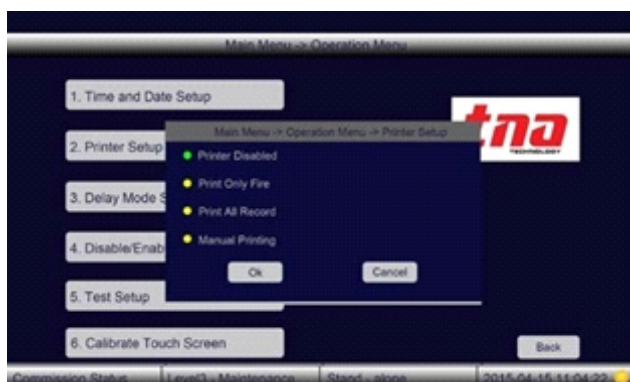 Main Menu -> Operation Menu
1. Time and Date Setup
tna
TECHNOLOGY
Main Menu -> Operation Menu -> Printer Setup
2. Printer Setup
Printer Disabled
Print Only Fire
3. Delay Mode S
Print All Record
Manual Printing
4. Disable/Enab
Ok
Cancel
5. Test Setup
6. Calibrate Touch Screen
Back
Commission Status
Level3 - Maintenance
Stand - alone
2015-04-15 11:04:22